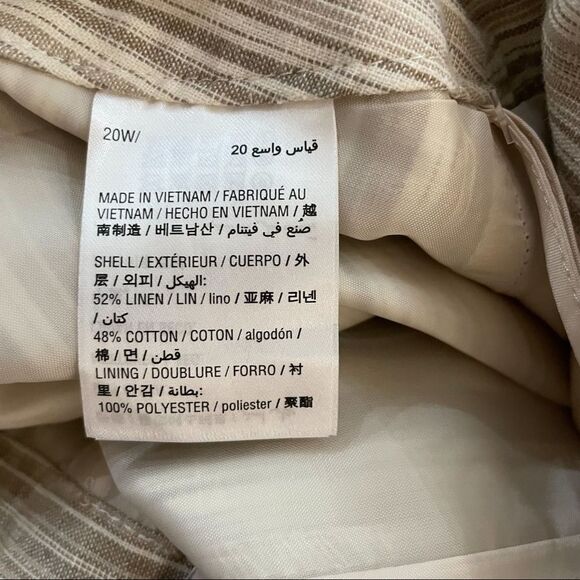 20W/ قياس واسع 20
MADE IN VIETNAM / FABRIQUÉ AU
VIETNAM / HECHO EN VIETNAM / 越
南制造 / 베트남산 / صُنع في فيتنام
SHELL / EXTÉRIEUR / CUERPO / 外
层 / 외피 / الهيكل:
52% LINEN / LIN / lino / 亚麻 / 리넨
/ كتان
48% COTTON / COTON / algodón /
棉 / 면 / قطن
LINING / DOUBLURE / FORRO / 衬
里 / 안감 / بطانة:
100% POLYESTER / poliester / 聚酯